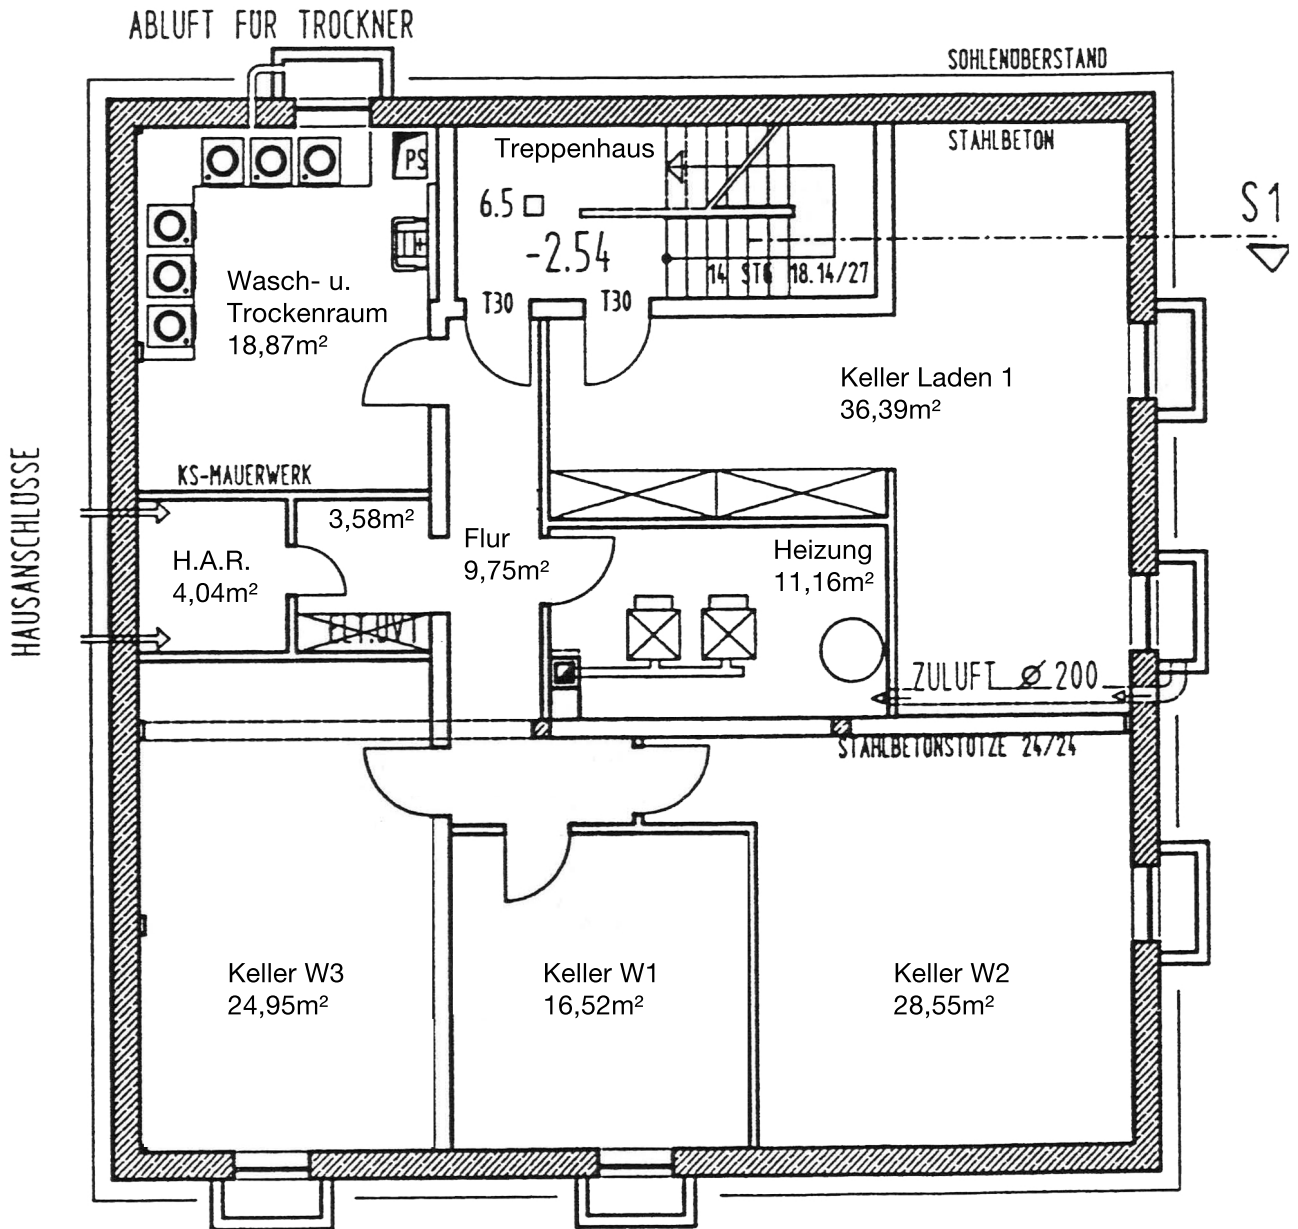 ABLUFT FÜR TROCKNER
SOHLENÜBERSTAND
STAHLBETON
Treppenhaus
PS
6.5
S1
-2.54
14 STG 18.14/27
T30
T30
Wasch- u.
Trockenraum
18,87m²
Keller Laden 1
36,39m²
HAUSANSCHLÜSSE
KS-MAUERWERK
3,58m²
Flur
9,75m²
Heizung
11,16m²
H.A.R.
4,04m²
ZULUFT Ø 200
STAHLBETONSTÜTZE 24/24
Keller W3
24,95m²
Keller W1
16,52m²
Keller W2
28,55m²